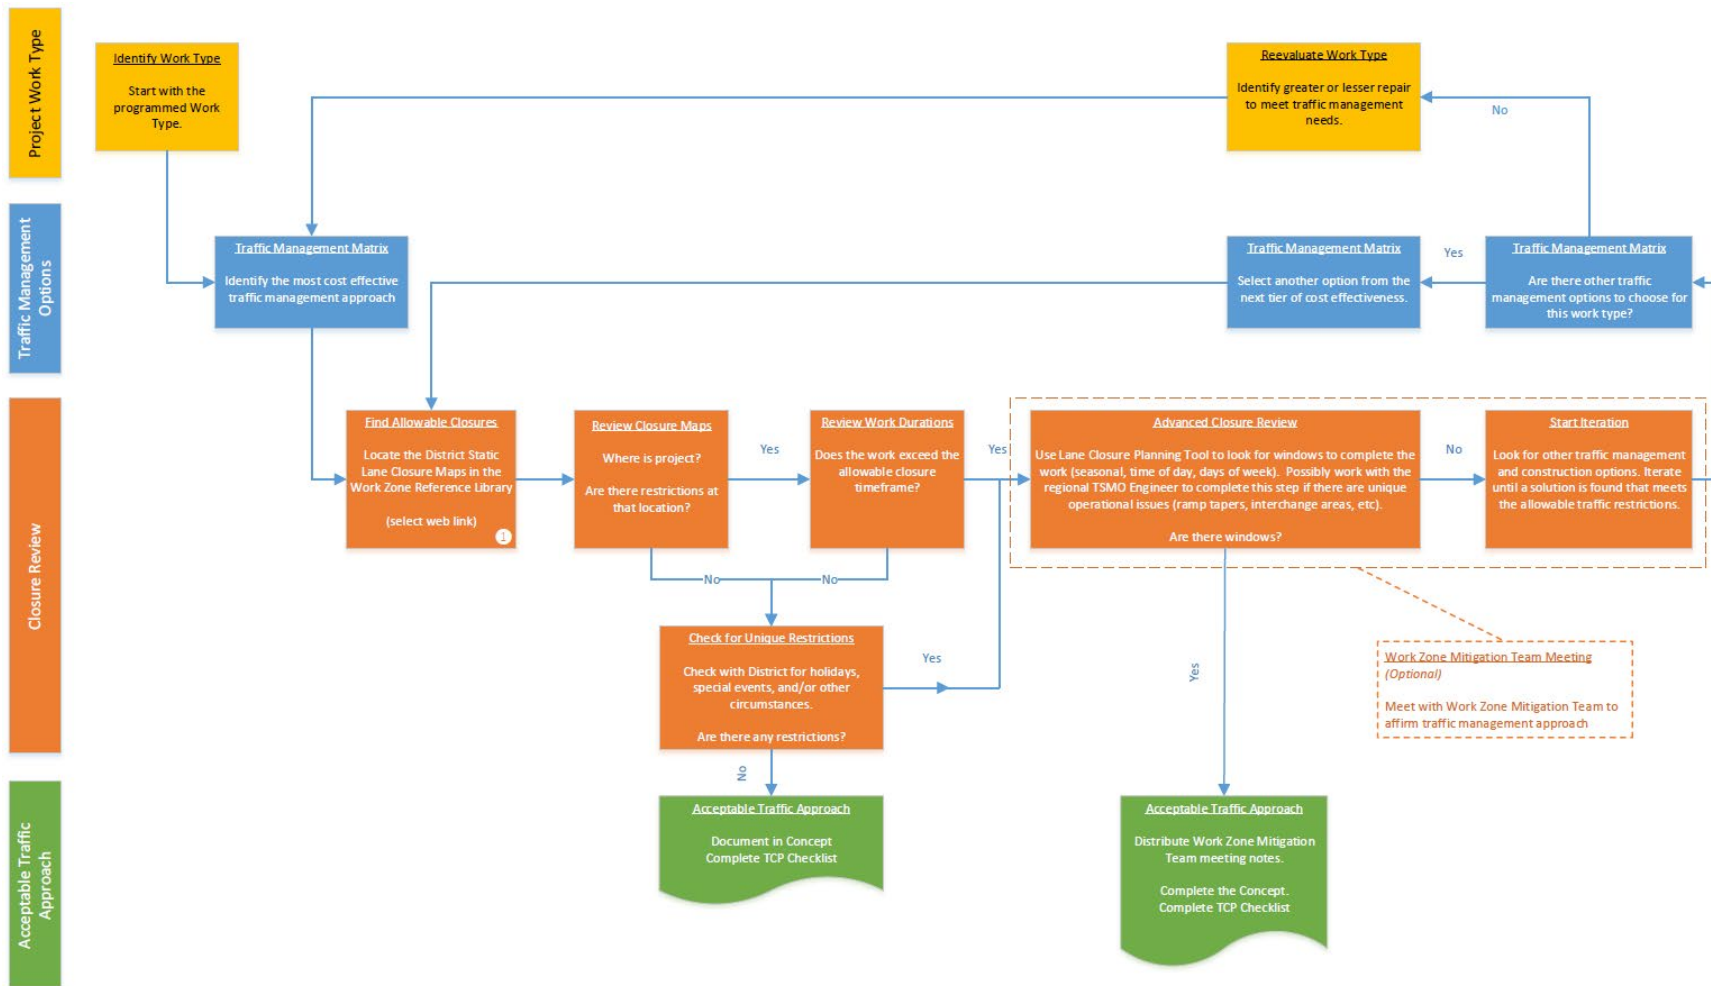 Project Work Type
Identify Work Type
Start with the
programmed Work
Type.
Reevaluate Work Type
Identify greater or lesser repair
to meet traffic management
needs.
No
Traffic Management
Options
Traffic Management Matrix
Identify the most cost effective
traffic management approach
Traffic Management Matrix
Select another option from the
next tier of cost effectiveness.
Yes
Traffic Management Matrix
Are there other traffic
management options to choose for
this work type?
Closure Review
Find Allowable Closures
Locate the District Static
Lane Closure Maps in the
Work Zone Reference Library
(select web link)
1
Review Closure Maps
Where is project?
Are there restrictions at
that location?
Yes
Review Work Durations
Does the work exceed the
allowable closure
timeframe?
Yes
Advanced Closure Review
Use Lane Closure Planning Tool to look for windows to complete the
work (seasonal, time of day, days of week).  Possibly work with the
regional TSMO Engineer to complete this step if there are unique
operational issues (ramp tapers, interchange areas, etc).
Are there windows?
No
Start Iteration
Look for other traffic management
and construction options. Iterate
until a solution is found that meets
the allowable traffic restrictions.
No
No
Check for Unique Restrictions
Check with District for holidays,
special events, and/or other
circumstances.
Are there any restrictions?
Yes
Yes
Work Zone Mitigation Team Meeting
(Optional)
Meet with Work Zone Mitigation Team to
affirm traffic management approach
No
Acceptable Traffic
Approach
Acceptable Traffic Approach
Document in Concept
Complete TCP Checklist
Acceptable Traffic Approach
Distribute Work Zone Mitigation
Team meeting notes.
Complete the Concept.
Complete TCP Checklist